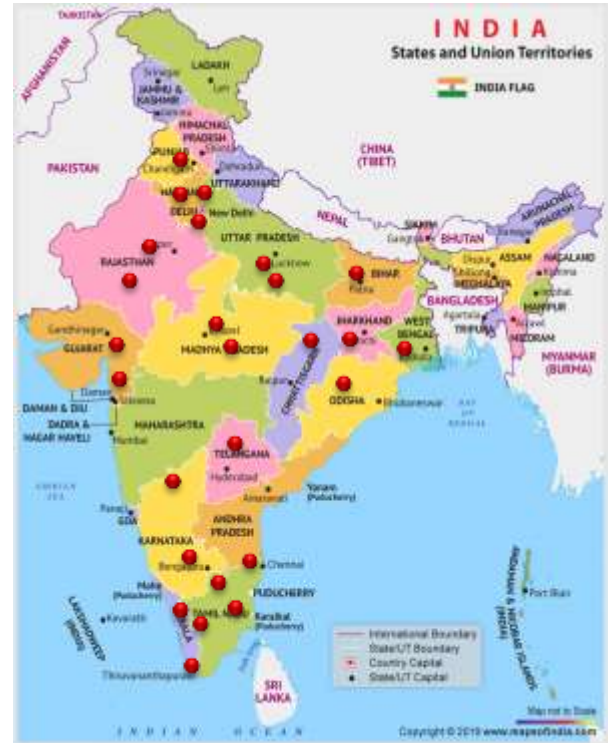 TAJIKISTAN
INDIA
States and Union Territories
INDIA FLAG
AFGHANISTAN
LADAKH
Leh
Srinagar
JAMMU &
KASHMIR
Jammu
HIMACHAL
PRADESH
Shimla
PUNJAB
Chandigarh
Dehradun
UTTARAKHAND
CHINA
(TIBET)
PAKISTAN
DELHI
New Delhi
NEPAL
SIKKIM
Gangtok
BHUTAN
ARUNACHAL
PRADESH
Itanagar
UTTAR PRADESH
Lucknow
RAJASTHAN
BIHAR
Patna
ASSAM
Dispur
Shillong
MEGHALAYA
NAGALAND
Kohima
Imphal
MANIPUR
BANGLADESH
Agartala
TRIPURA
MIZORAM
MYANMAR
(BURMA)
Gandhinagar
GUJARAT
MADHYA PRADESH
JHARKHAND
WEST
BENGAL
CHHATTISGARH
Raipur
ODISHA
Bhubaneswar
Daman
DAMAN & DIU
DADRA &
NAGAR HAVELI
MAHARASHTRA
Mumbai
BAY
OF
BENGAL
TELANGANA
Hyderabad
Yanam
(Puducherry)
Amaravati
ARABIAN
SEA
Panaji
GOA
ANDHRA
PRADESH
KARNATAKA
Bengaluru
Chennai
Mahe
(Puducherry)
PUDUCHERRY
TAMIL
Karaikal
(Puducherry)
LAKSHADWEEP
(INDIA)
Kavaratti
Thiruvananthapuram
ANDAMAN & NICOBAR ISLANDS
(INDIA)
Port Blair
SRI
LANKA
International Boundary
State/UT Boundary
Country Capital
State/UT Capital
Map not to Scale
INDIAN OCEAN
Copyright © 2019 www.mapsofindia.com